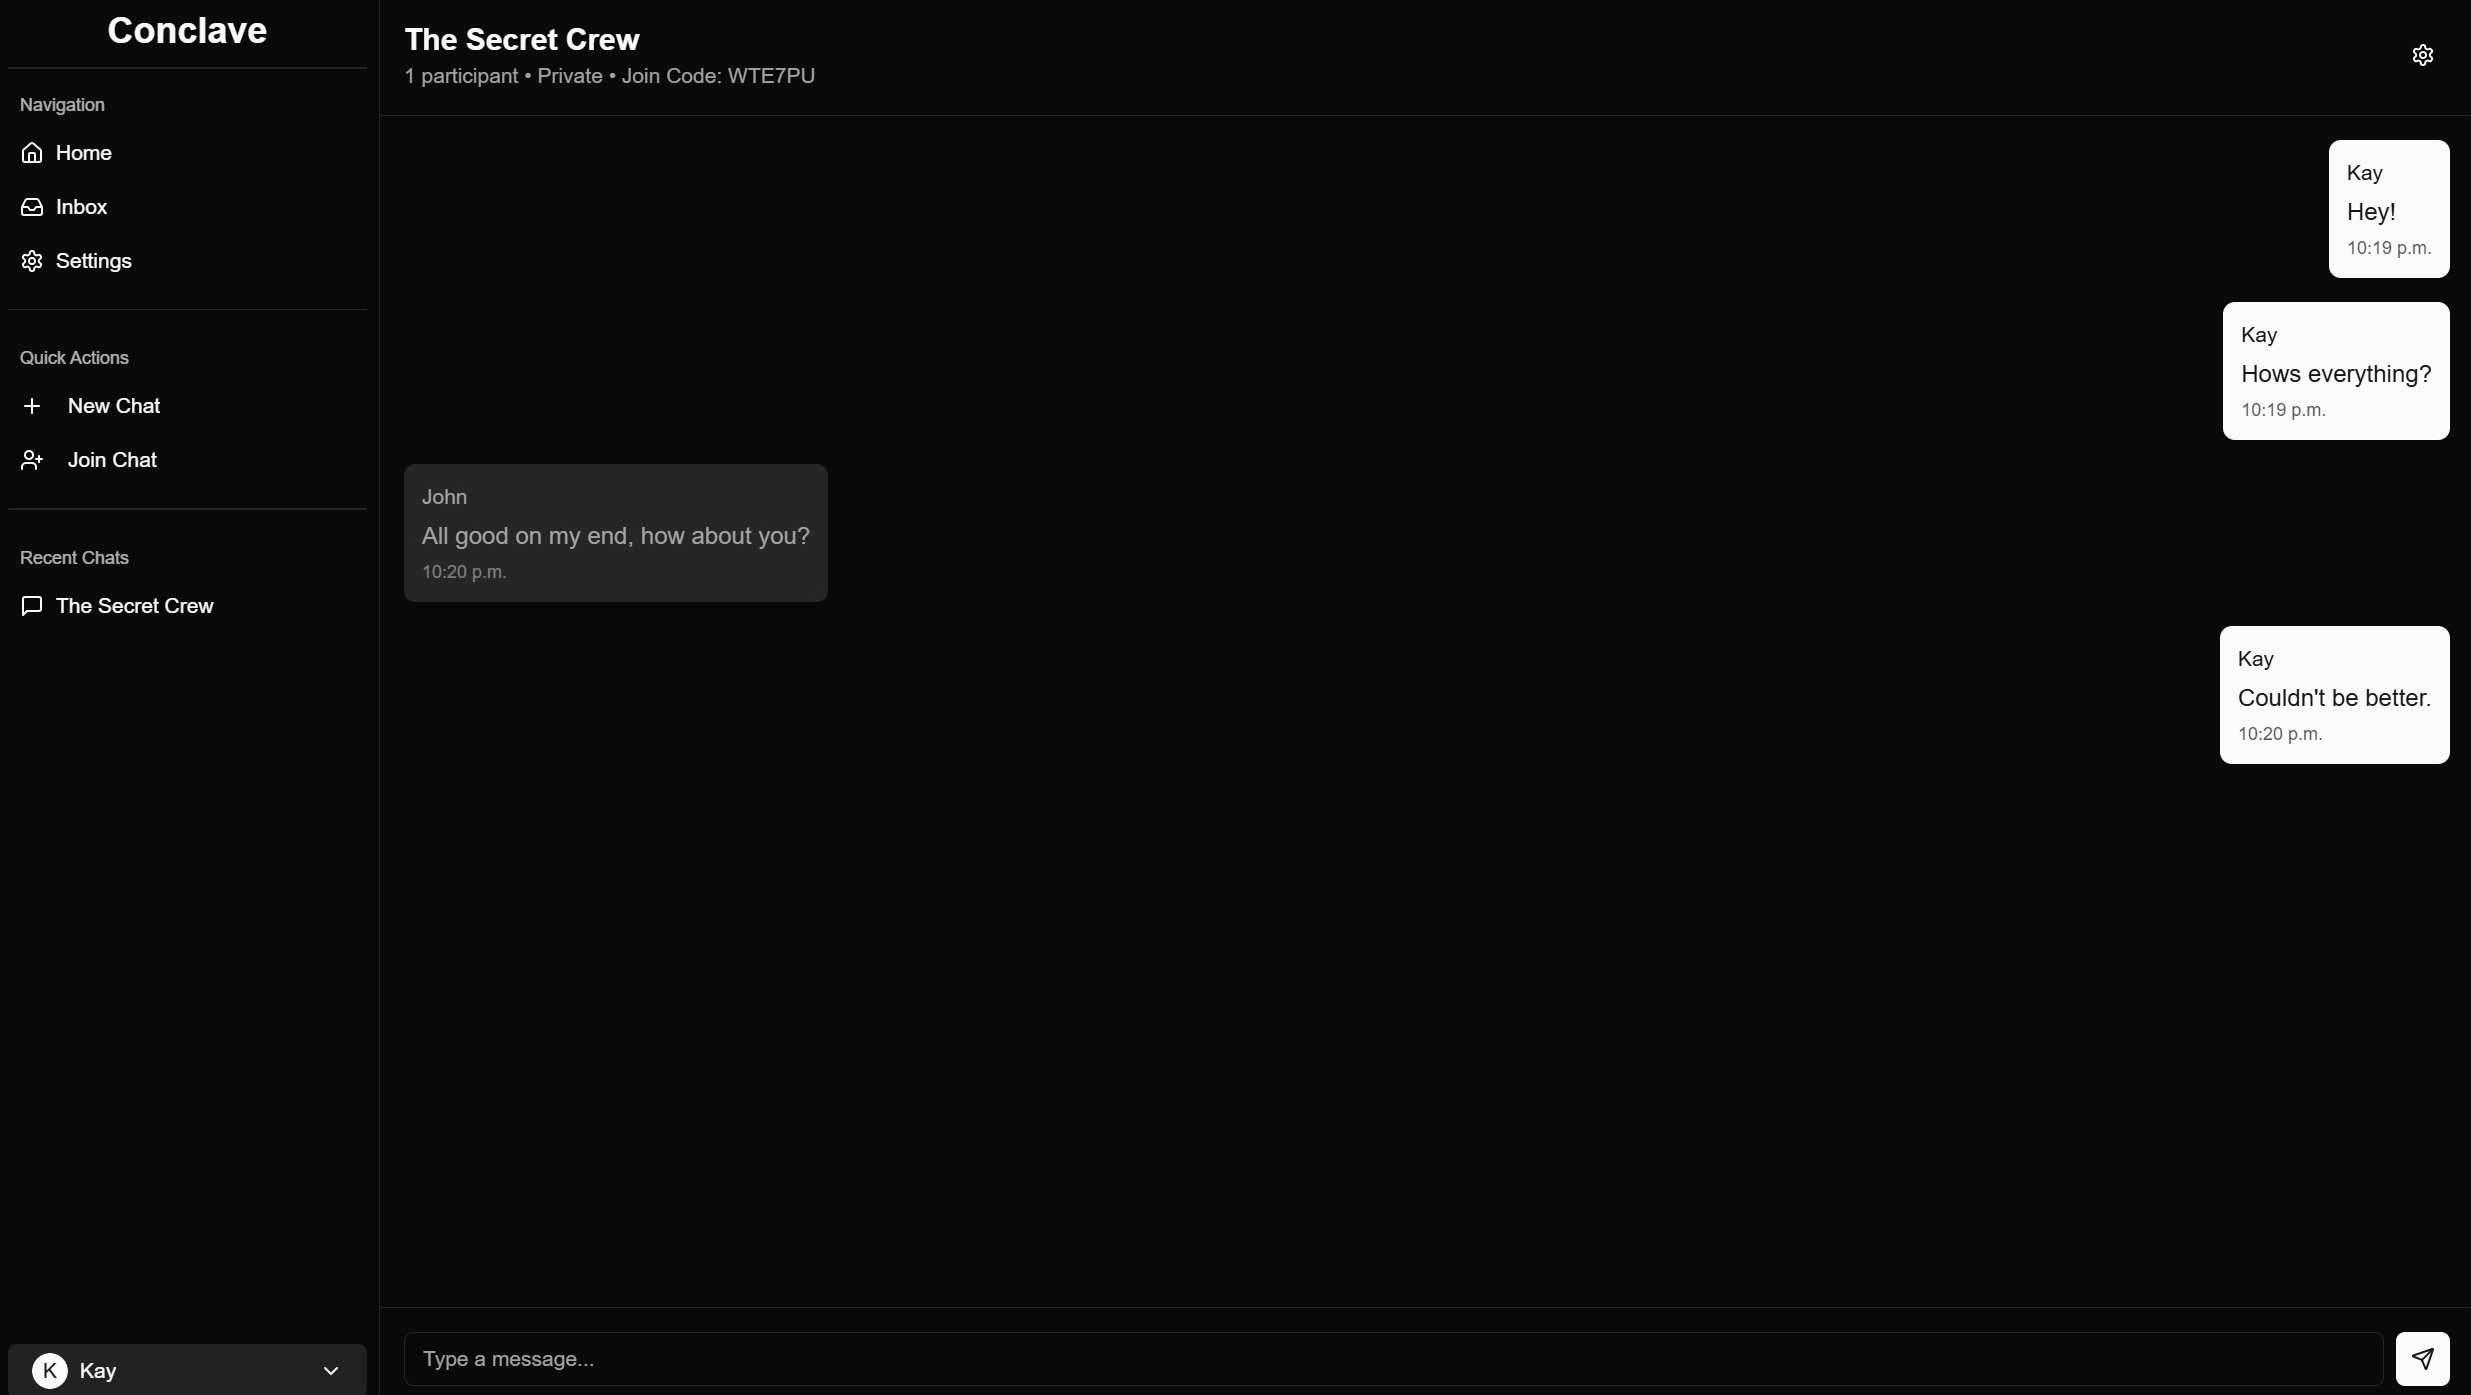 Conclave
Navigation
Home
Inbox
Settings
Quick Actions
New Chat
Join Chat
Recent Chats
The Secret Crew
K Kay
The Secret Crew
1 participant • Private • Join Code: WTE7PU
Kay
Hey!
10:19 p.m.
Kay
Hows everything?
10:19 p.m.
John
All good on my end, how about you?
10:20 p.m.
Kay
Couldn't be better.
10:20 p.m.
Type a message...